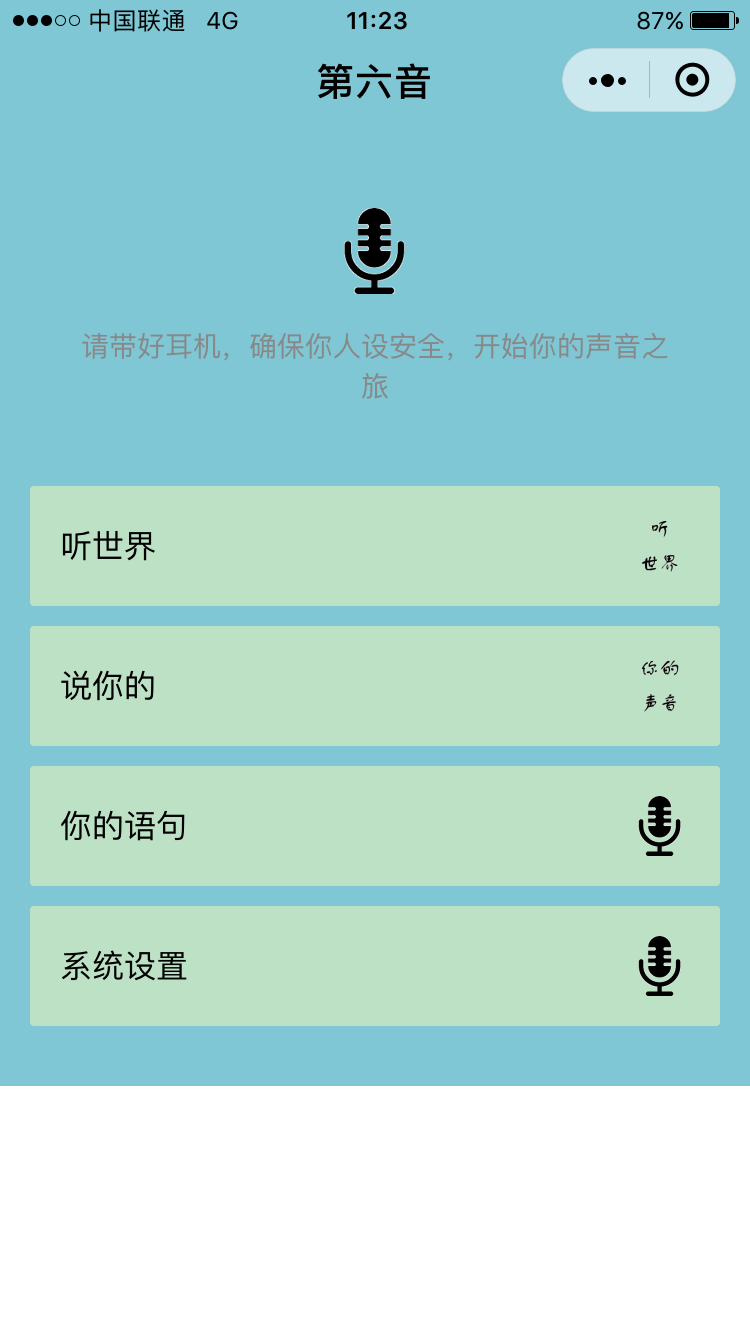 中国联通 4G 11:23 87%
第六音
请带好耳机，确保你人设安全，开始你的声音之
旅
听世界
听
世界
说你的
你的
声音
你的语句
系统设置